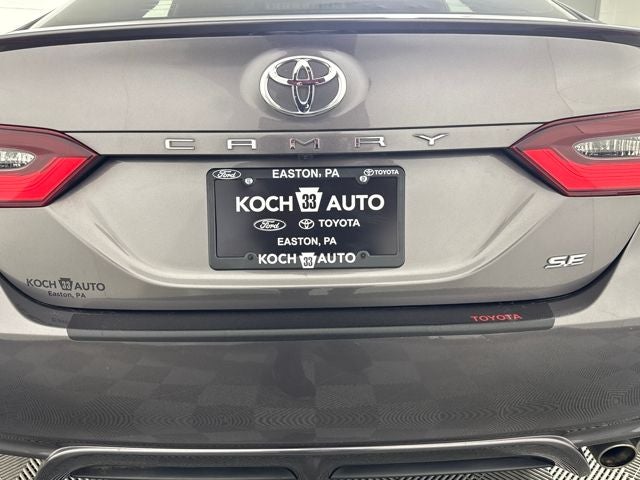 CAMRY
Ford EASTON, PA TOYOTA
KOCH 33 AUTO
Ford TOYOTA
EASTON, PA
KOCH 33 AUTO
SE
KOCH 33 AUTO
Easton, PA
TOYOTA